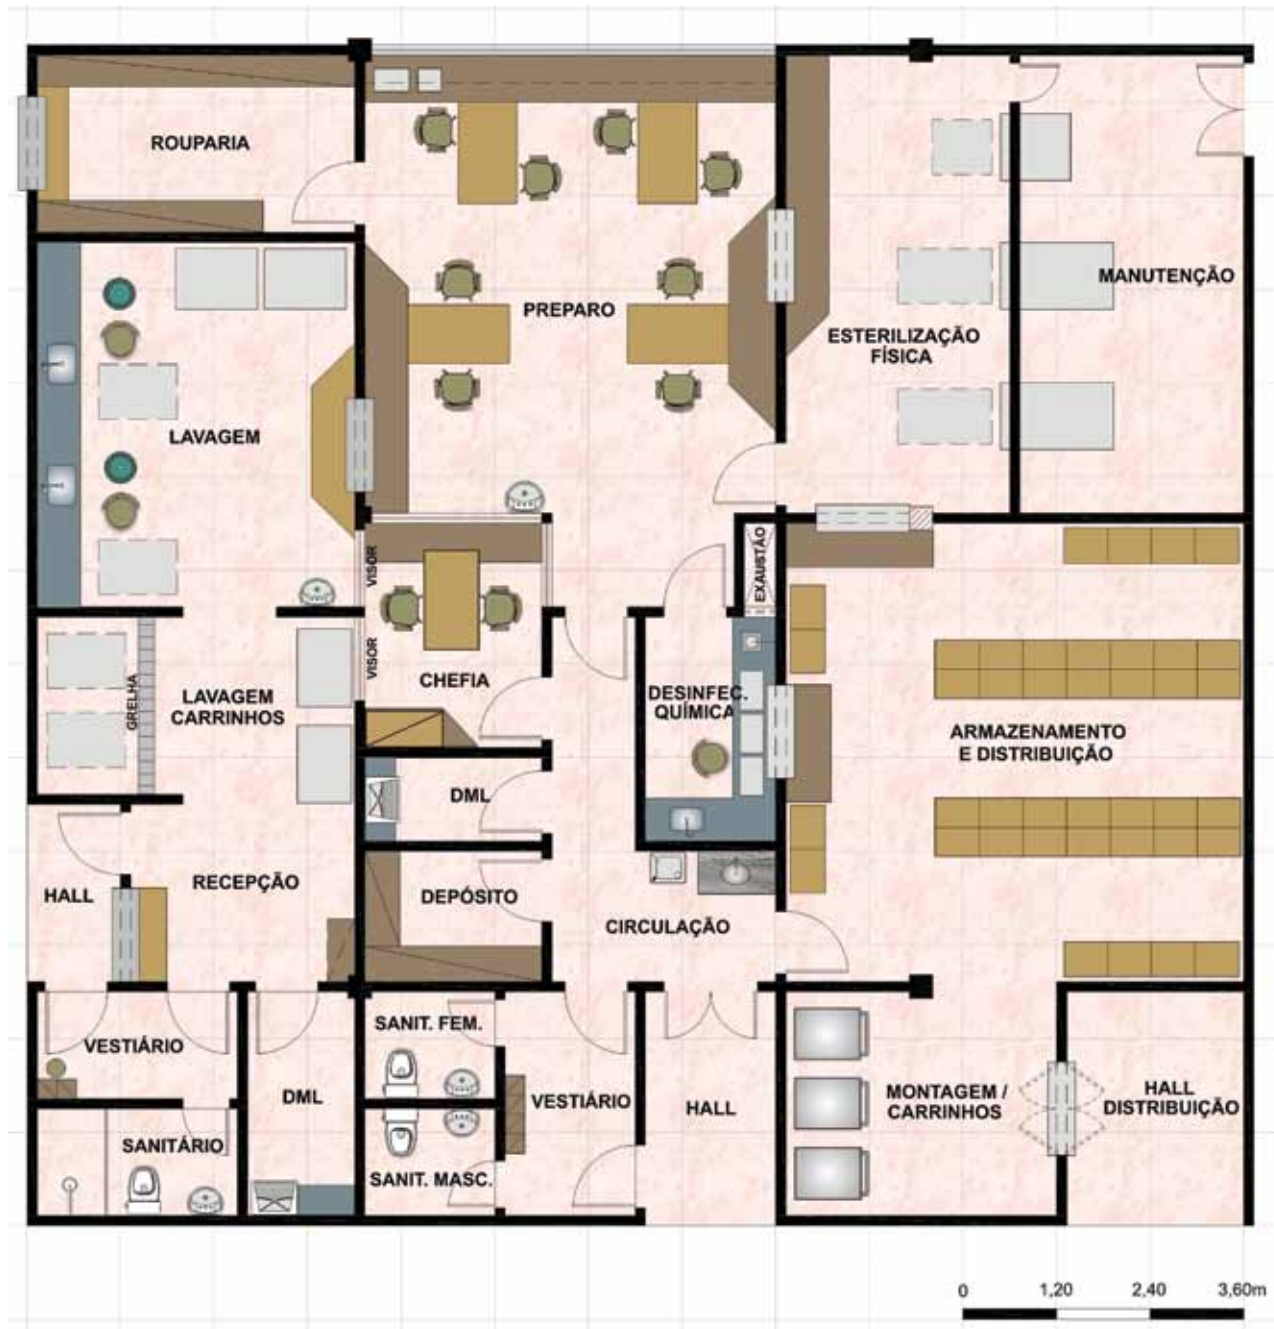 ROUPARIA
PREPARO
MANUTENÇÃO
ESTERILIZAÇÃO
FÍSICA
LAVAGEM
VISOR
EXAUSTÃO
VISOR
CHEFIA
GRELHA
LAVAGEM
CARRINHOS
DESINFEC.
QUÍMICA
ARMAZENAMENTO
E DISTRIBUIÇÃO
DML
HALL
RECEPÇÃO
DEPÓSITO
CIRCULAÇÃO
VESTIÁRIO
SANIT. FEM.
DML
VESTIÁRIO
HALL
MONTAGEM /
CARRINHOS
HALL
DISTRIBUIÇÃO
SANITÁRIO
SANIT. MASC.
0 1,20 2,40 3,60m